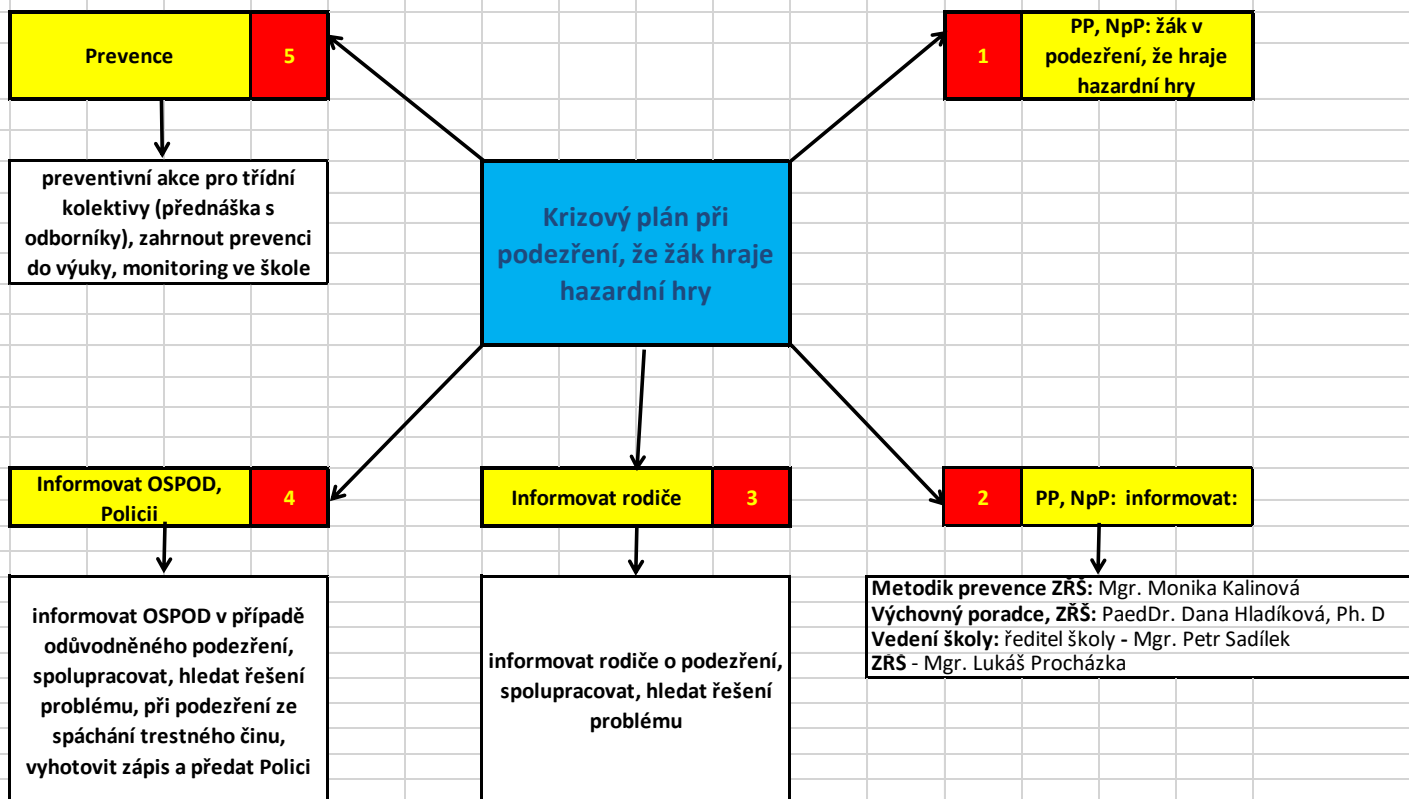 Prevence
5
1
PP, NpP: žák v
podezření, že hraje
hazardní hry
preventivní akce pro třídní
kolektivy (přednáška s
odborníky), zahrnout prevenci
do výuky, monitoring ve škole
Krizový plán při
podezření, že žák hraje
hazardní hry
Informovat OSPOD,
Policii
4
Informovat rodiče
3
2
PP, NpP:  informovat:
informovat OSPOD v případě
odůvodněného podezření,
spolupracovat, hledat řešení
problému, při podezření ze
spáchání trestného činu,
vyhotovit zápis a předat Polici
informovat rodiče o podezření,
spolupracovat, hledat řešení
problému
Metodik prevence ZŘŠ: Mgr. Monika Kalinová
Výchovný poradce, ZŘŠ: PaedDr. Dana Hladíková, Ph. D
Vedení školy: ředitel školy - Mgr. Petr Sadílek
ZŘŠ - Mgr. Lukáš Procházka